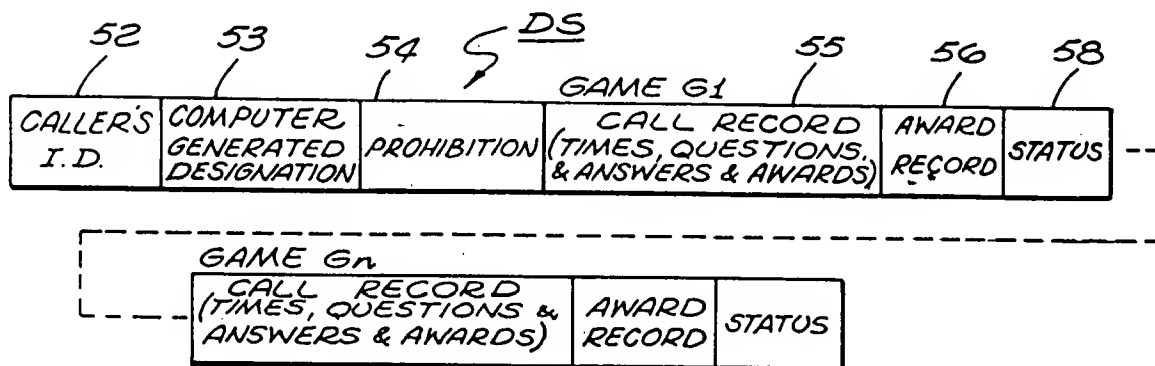 52 53 54 DS 55 56 58
GAME G1
CALLER'S I.D.
COMPUTER GENERATED DESIGNATION
PROHIBITION
CALL RECORD
(TIMES, QUESTIONS,
& ANSWERS & AWARDS)
AWARD RECORD
STATUS
GAME Gn
CALL RECORD
(TIMES, QUESTIONS &
ANSWERS & AWARDS)
AWARD RECORD
STATUS